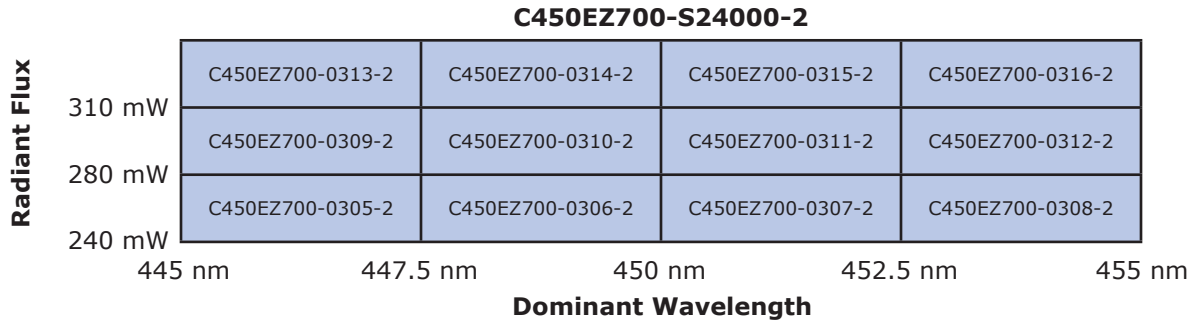 C450EZ700-S24000-2
Radiant Flux
C450EZ700-0313-2 C450EZ700-0314-2 C450EZ700-0315-2 C450EZ700-0316-2
310 mW
C450EZ700-0309-2 C450EZ700-0310-2 C450EZ700-0311-2 C450EZ700-0312-2
280 mW
C450EZ700-0305-2 C450EZ700-0306-2 C450EZ700-0307-2 C450EZ700-0308-2
240 mW
445 nm 447.5 nm 450 nm 452.5 nm 455 nm
Dominant Wavelength